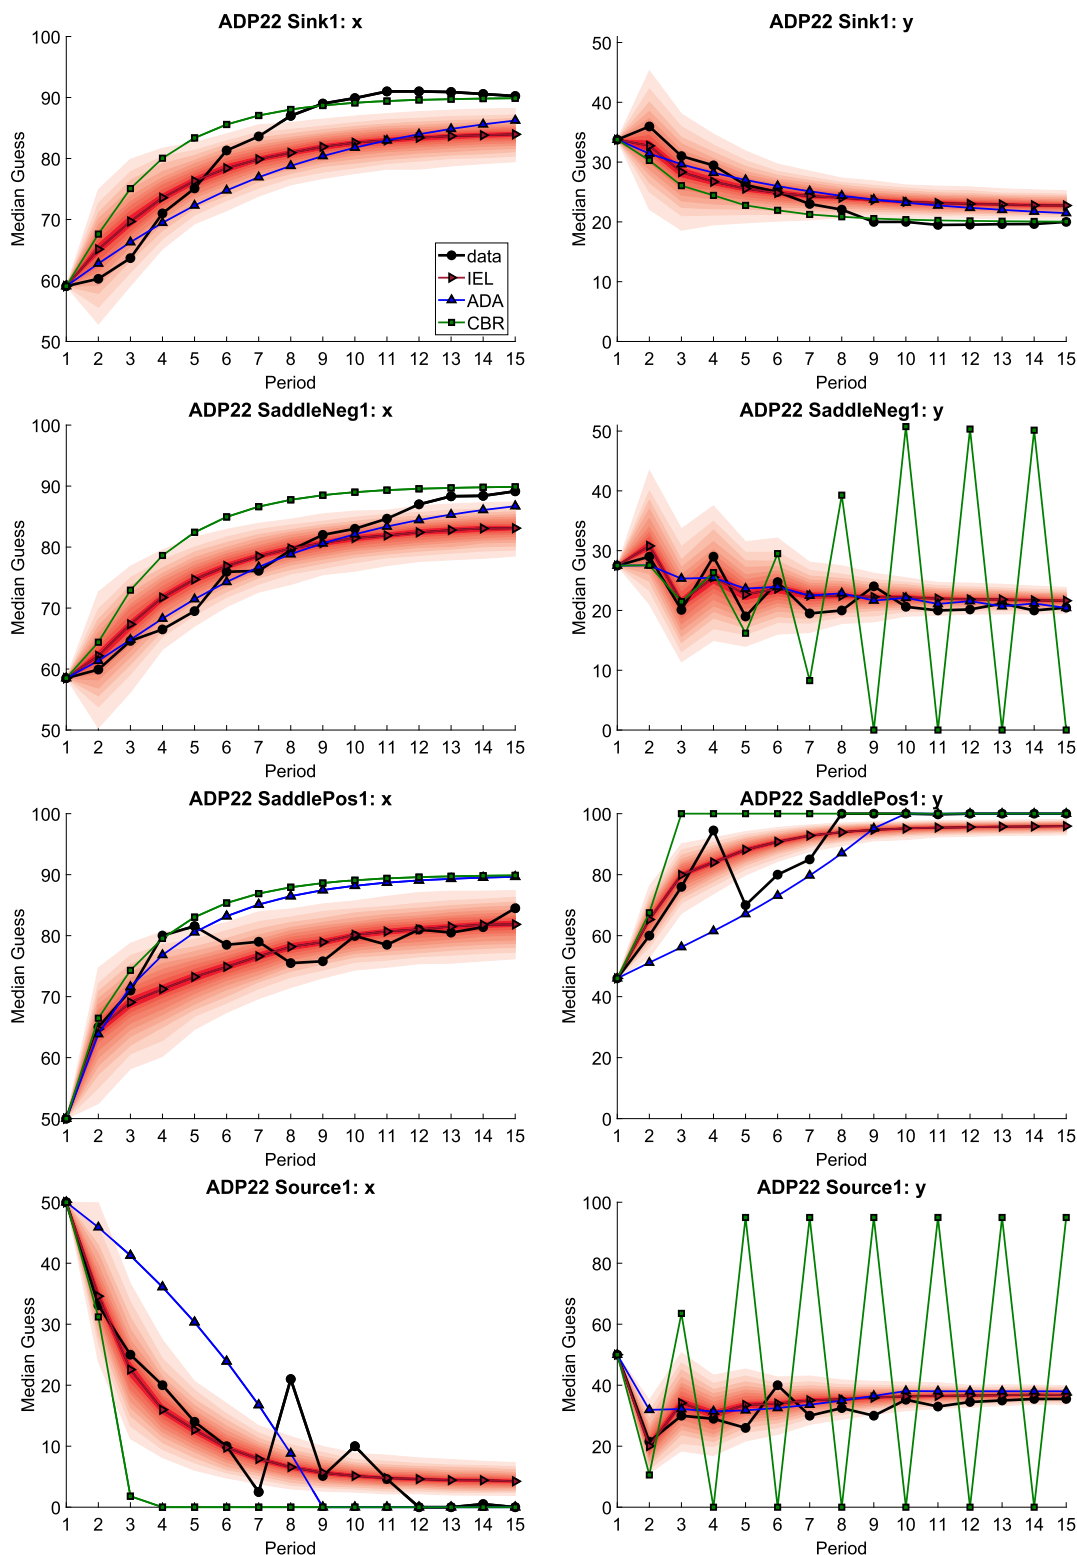 ADP22 Sink1: x
Median Guess
100
90
80
70
60
50
1 2 3 4 5 6 7 8 9 10 11 12 13 14 15
Period
data
IEL
ADA
CBR
ADP22 Sink1: y
Median Guess
50
40
30
20
10
0
1 2 3 4 5 6 7 8 9 10 11 12 13 14 15
Period
ADP22 SaddleNeg1: x
Median Guess
100
90
80
70
60
50
1 2 3 4 5 6 7 8 9 10 11 12 13 14 15
Period
ADP22 SaddleNeg1: y
Median Guess
50
40
30
20
10
0
1 2 3 4 5 6 7 8 9 10 11 12 13 14 15
Period
ADP22 SaddlePos1: x
Median Guess
100
90
80
70
60
50
1 2 3 4 5 6 7 8 9 10 11 12 13 14 15
Period
ADP22 SaddlePos1: y
Median Guess
100
80
60
40
20
0
1 2 3 4 5 6 7 8 9 10 11 12 13 14 15
Period
ADP22 Source1: x
Median Guess
50
40
30
20
10
0
1 2 3 4 5 6 7 8 9 10 11 12 13 14 15
Period
ADP22 Source1: y
Median Guess
100
80
60
40
20
0
1 2 3 4 5 6 7 8 9 10 11 12 13 14 15
Period